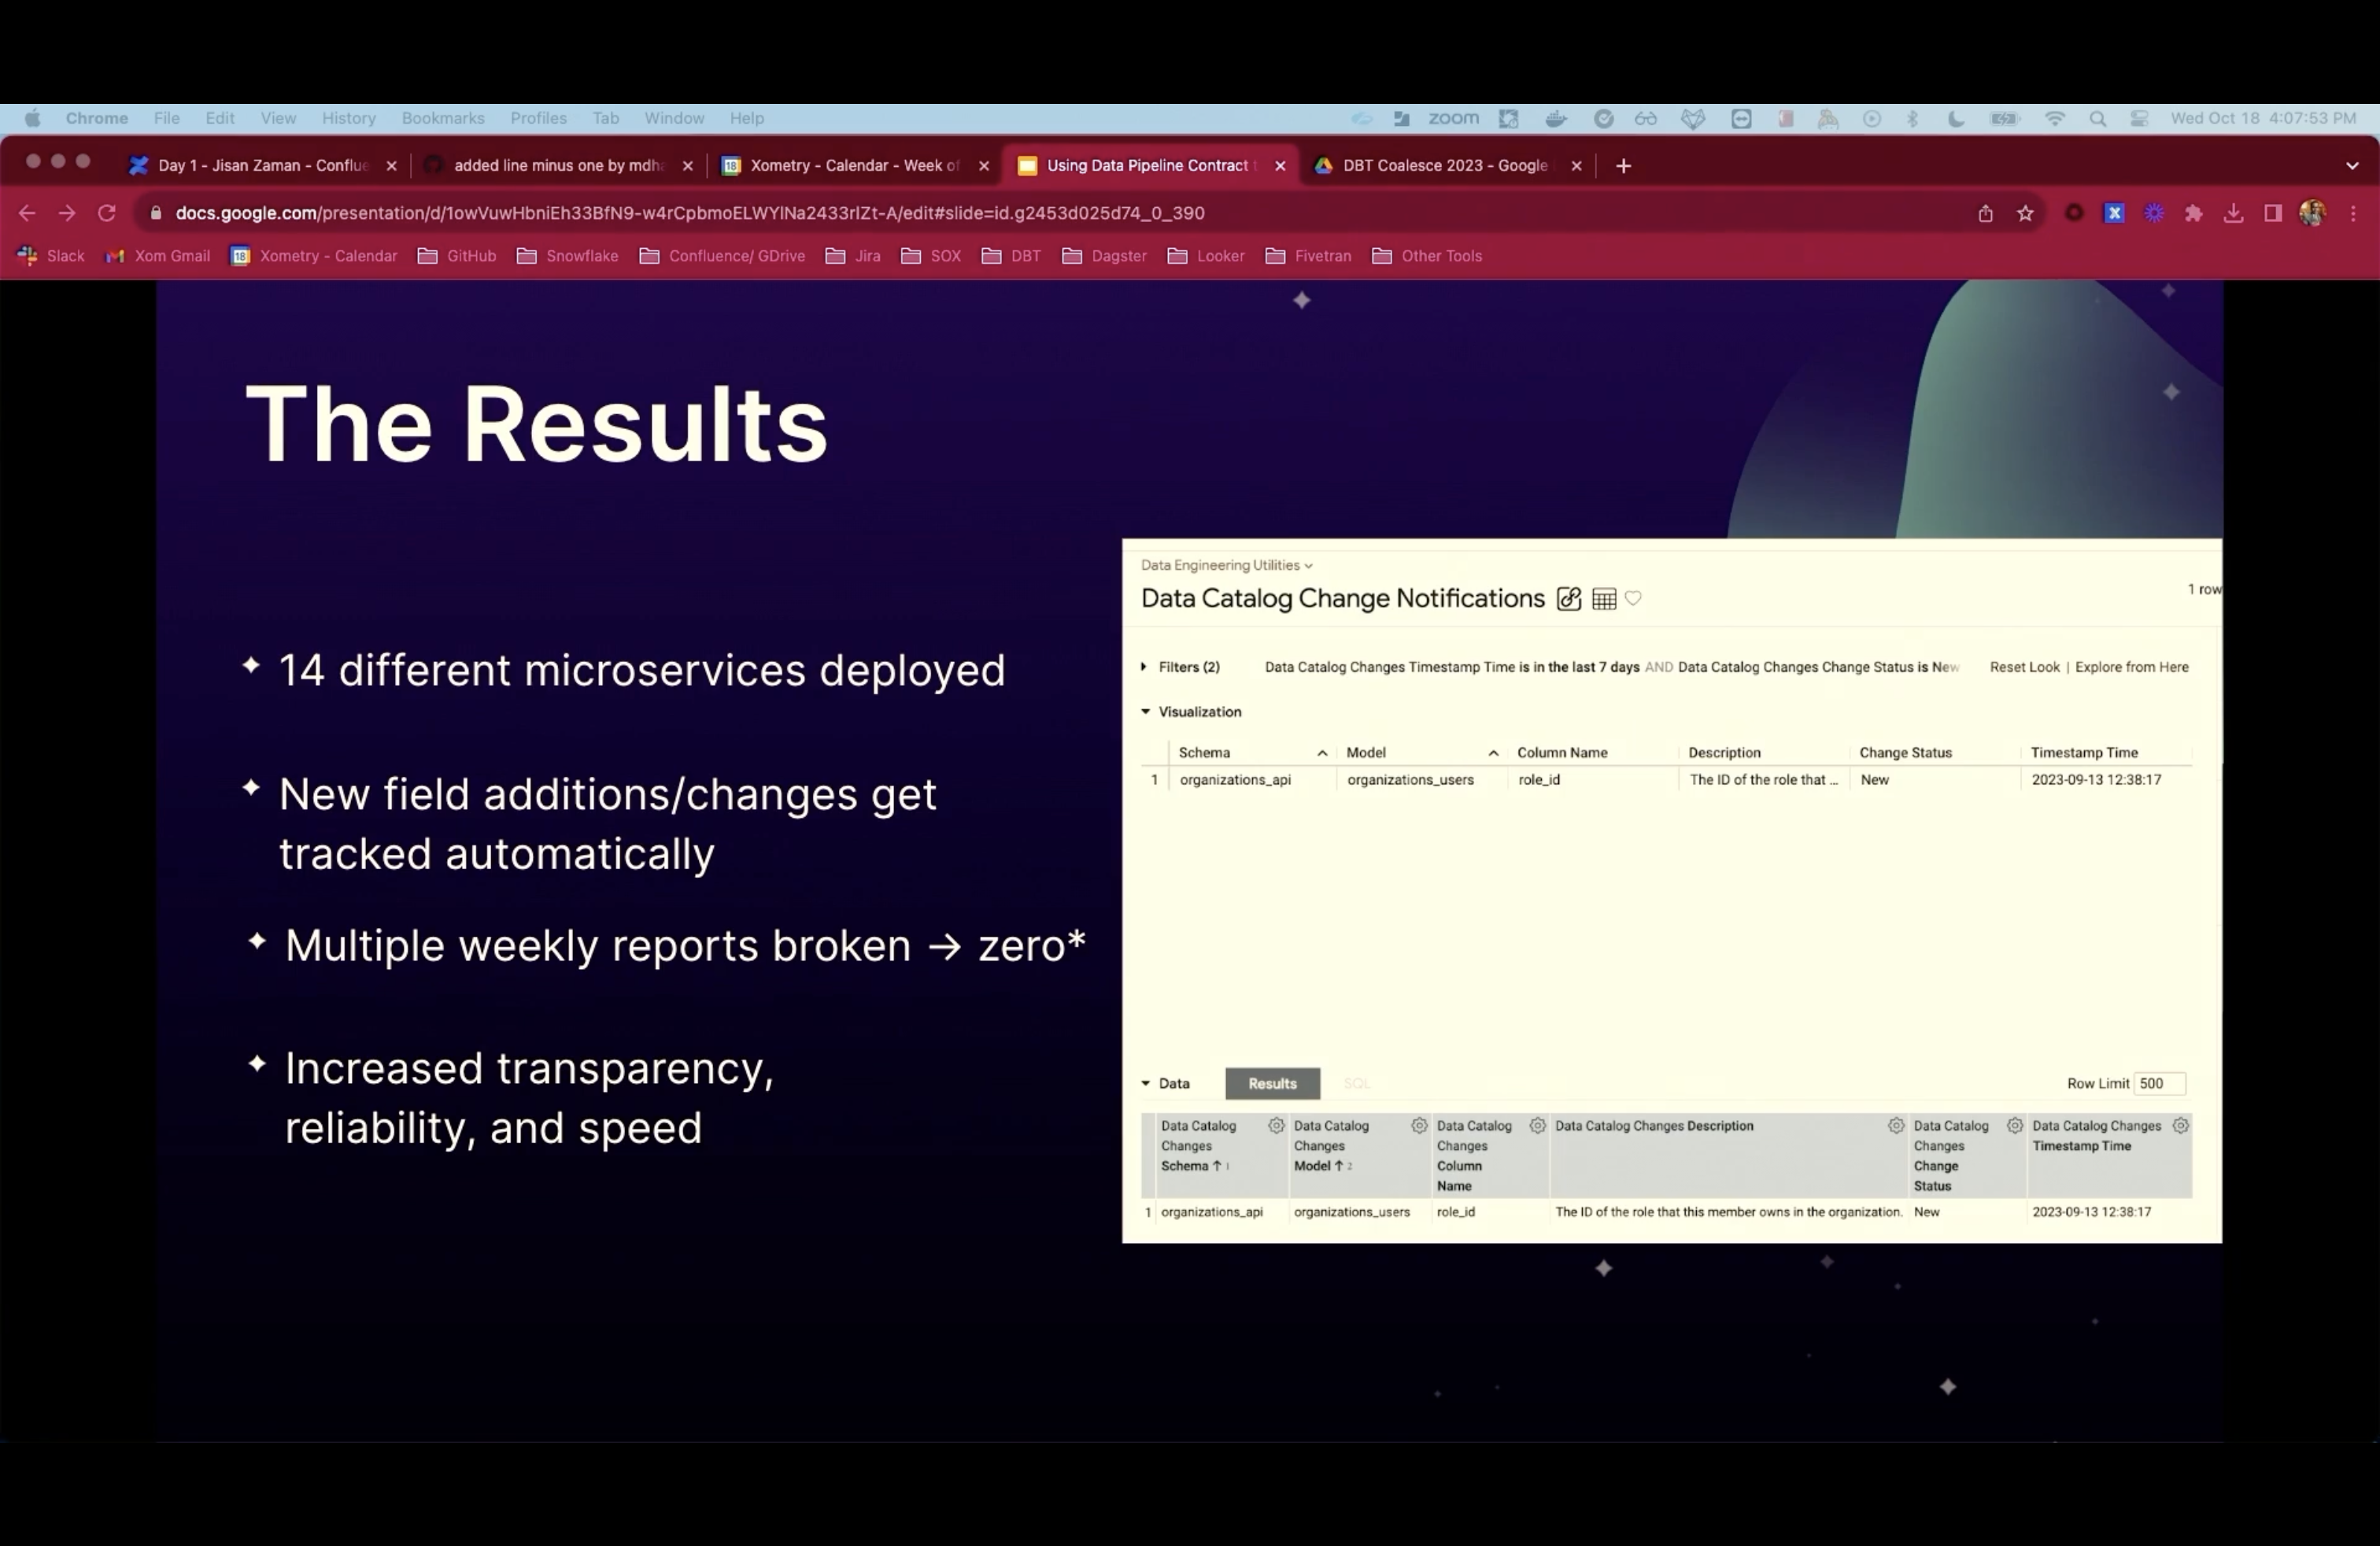 Chrome File Edit View History Bookmarks Profiles Tab Window Help zoom Wed Oct 18 4:07:53 PM
Day 1 - Jisan Zaman - Conflue added line minus one by mdha Xometry - Calendar - Week of Using Data Pipeline Contract t DBT Coalesce 2023 - Google
docs.google.com/presentation/d/1owVuwHbniEh33BfN9-w4rCpbmoELWYlNa2433rlZt-A/edit#slide=id.g2453d025d74_0_390
Slack Xom Gmail Xometry - Calendar GitHub Snowflake Confluence/ GDrive Jira SOX DBT Dagster Looker Fivetran Other Tools
The Results
✦ 14 different microservices deployed
✦ New field additions/changes get
tracked automatically
✦ Multiple weekly reports broken → zero*
✦ Increased transparency,
reliability, and speed
Data Engineering Utilities
Data Catalog Change Notifications
1 row
Filters (2) Data Catalog Changes Timestamp Time is in the last 7 days AND Data Catalog Changes Change Status is New Reset Look | Explore from Here
Visualization
Schema Model Column Name Description Change Status Timestamp Time
1 organizations_api organizations_users role_id The ID of the role that ... New 2023-09-13 12:38:17
Data Results SQL Row Limit 500
Data Catalog Changes Schema ↑ 1 Data Catalog Changes Model ↑ 2 Data Catalog Changes Column Name Data Catalog Changes Description Data Catalog Changes Change Status Data Catalog Changes Timestamp Time
1 organizations_api organizations_users role_id The ID of the role that this member owns in the organization. New 2023-09-13 12:38:17